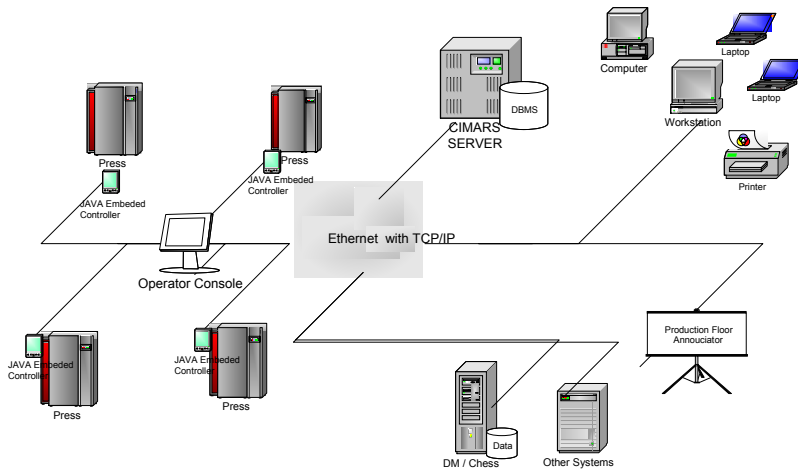 Computer
Laptop
Laptop
Workstation
Printer
DBMS
CIMARS
SERVER
Press
JAVA Embeded
Controller
Press
JAVA Embeded
Controller
Ethernet with TCP/IP
Operator Console
JAVA Embeded
Controller
Press
JAVA Embeded
Controller
Press
Production Floor
Annouciator
Data
DM / Chess
Other Systems